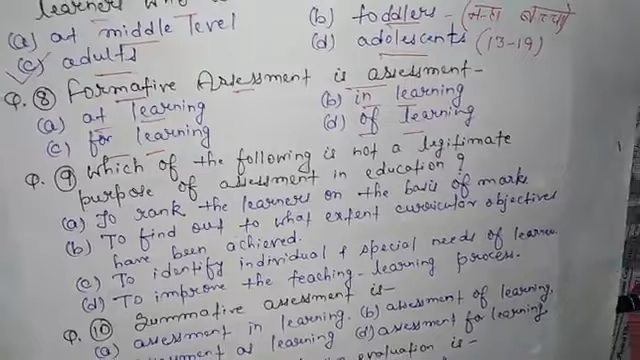 learners who
(a) at middle level (b) toddlers - (नन्हा बच्चों)
(c) adults (d) adolescents (13-19)
Q. 8 Formative Assessment is assessment-
(a) at learning (b) in learning
(c) for learning (d) of learning
Q. 9 Which of the following is not a legitimate
purpose of assessment in education ?
(a) To rank the learners on the basis of marks
(b) To find out to what extent curricular objectives
have been achieved.
(c) To identify individual & special needs of learner
(d) To improve the teaching-learning process.
Q. 10 Summative assessment is-
(a) assessment in learning. (b) assessment of learning.
as learning (d) assessment for learning
evaluation is-